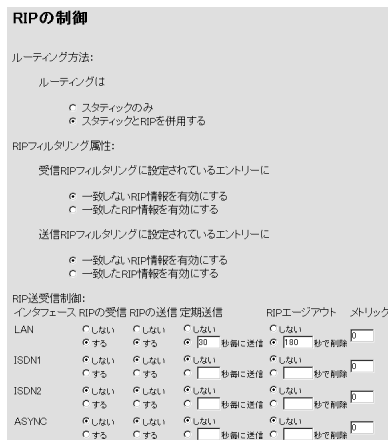 RIPの制御
ルーティング方法:
ルーティングは
スタティックのみ
スタティックとRIPを併用する
RIPフィルタリング属性:
受信RIPフィルタリングに設定されているエントリーに
一致しないRIP情報を有効にする
一致したRIP情報を有効にする
送信RIPフィルタリングに設定されているエントリーに
一致しないRIP情報を有効にする
一致したRIP情報を有効にする
RIP送受信制御:
インタフェース RIPの受信 RIPの送信 定期送信 RIPエージアウト メトリック
LAN しない しない しない しない 0
する する 30 秒毎に送信 180 秒で削除
ISDN1 しない しない しない しない 0
する する 秒毎に送信 秒で削除
ISDN2 しない しない しない しない 0
する する 秒毎に送信 秒で削除
ASYNC しない しない しない しない 0
する する 秒毎に送信 秒で削除